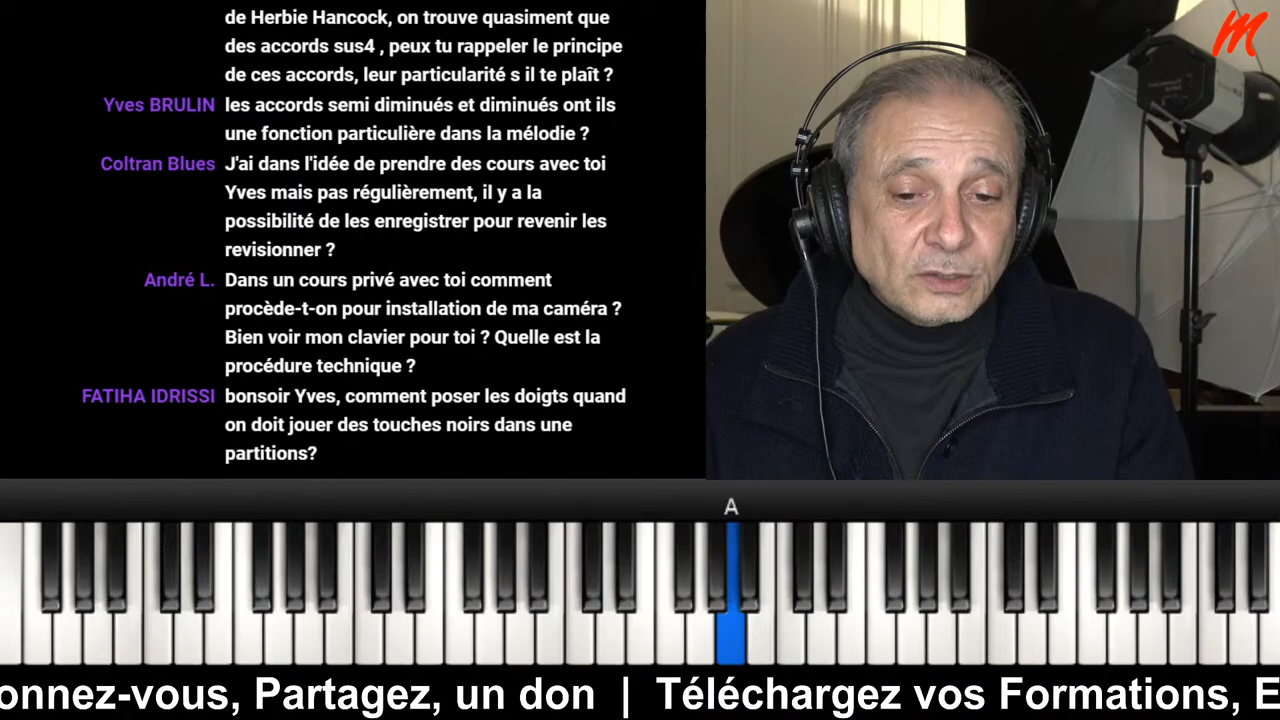 de Herbie Hancock, on trouve quasiment que
des accords sus4 , peux tu rappeler le principe
de ces accords, leur particularité s il te plaît ?
Yves BRULIN les accords semi diminués et diminués ont ils
une fonction particulière dans la mélodie ?
Coltran Blues J'ai dans l'idée de prendre des cours avec toi
Yves mais pas régulièrement, il y a la
possibilité de les enregistrer pour revenir les
revisionner ?
André L. Dans un cours privé avec toi comment
procède-t-on pour installation de ma caméra ?
Bien voir mon clavier pour toi ? Quelle est la
procédure technique ?
FATIHA IDRISSI bonsoir Yves, comment poser les doigts quand
on doit jouer des touches noirs dans une
partitions?
M
A
onnez-vous, Partagez, un don | Téléchargez vos Formations, E